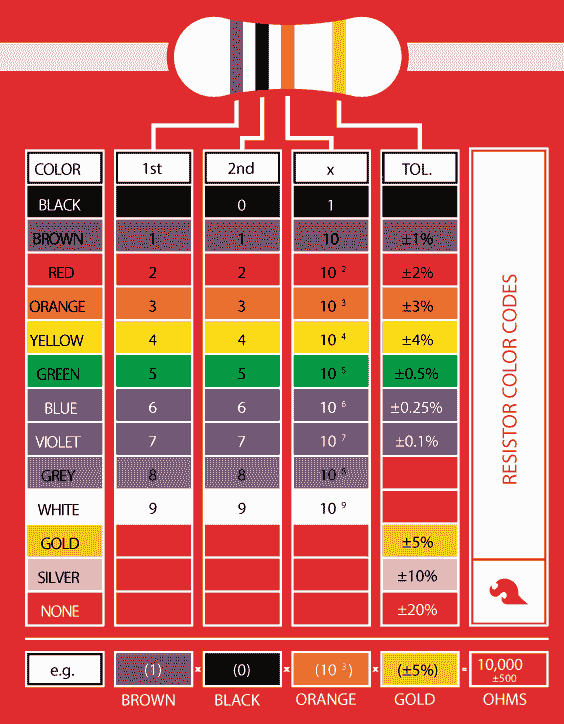 COLOR 1st 2nd x TOL.
BLACK 0 1
BROWN 1 1 10 ±1%
RED 2 2 10 2 ±2%
ORANGE 3 3 10 3 ±3%
YELLOW 4 4 10 4 ±4%
GREEN 5 5 10 5 ±0.5%
BLUE 6 6 10 6 ±0.25%
VIOLET 7 7 10 7 ±0.1%
GREY 8 8 10 8
WHITE 9 9 10 9
GOLD ±5%
SILVER ±10%
NONE ±20%
RESISTOR COLOR CODES
e.g. (1) x (0) x (10 3) x (±5%) = 10,000
±500
BROWN BLACK ORANGE GOLD OHMS